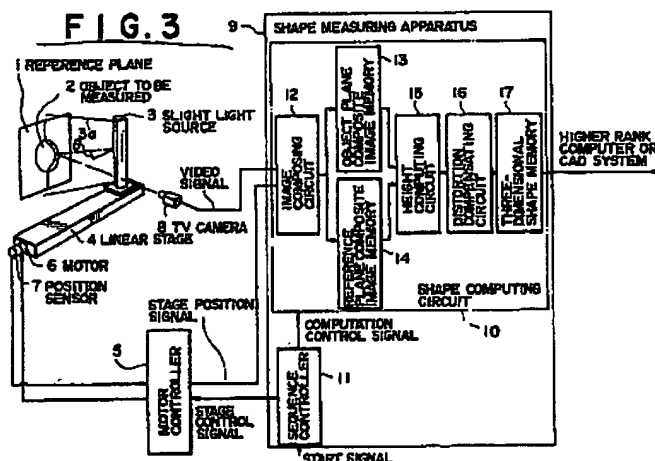 FIG.3
9
SHAPE MEASURING APPARATUS
1 REFERENCE PLANE
2 OBJECT TO BE
MEASURED
3 SLIGHT LIGHT
SOURCE
VIDEO
SIGNAL
8 TV CAMERA
4 LINEAR STAGE
6 MOTOR
7 POSITION
SENSOR
STAGE POSITION
SIGNAL
5
MOTOR
CONTROLLER
STAGE
CONTROL
SIGNAL
12
IMAGE COMPOSING
CIRCUIT
13
OBJECT PLANE
COMPOSITE
IMAGE MEMORY
REFERENCE
PLANE COMPOSITE
IMAGE MEMORY
14
15
HEIGHT COMPUTING
CIRCUIT
16
DISTORTION
COMPENSATING
CIRCUIT
17
THREE-
DIMENSIONAL
SHAPE MEMORY
HIGHER RANK
COMPUTER OR
CAD SYSTEM
SHAPE COMPUTING
CIRCUIT
10
COMPUTATION
CONTROL SIGNAL
11
SEQUENCE
CONTROLLER
START SIGNAL